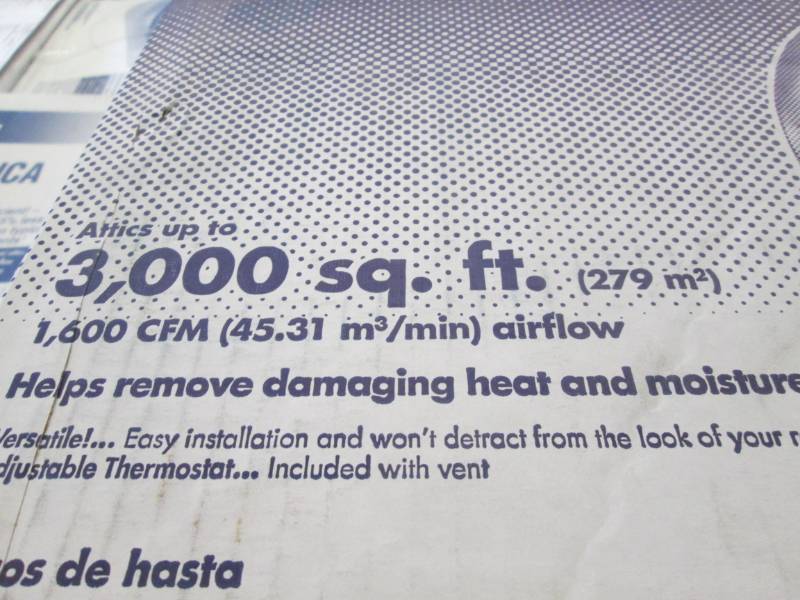 Attics up to
3,000 sq. ft. (279 m²)
1,600 CFM (45.31 m³/min) airflow
Helps remove damaging heat and moisture
Versatile!... Easy installation and won't detract from the look of your r
djustable Thermostat... Included with vent
os de hasta
ICA